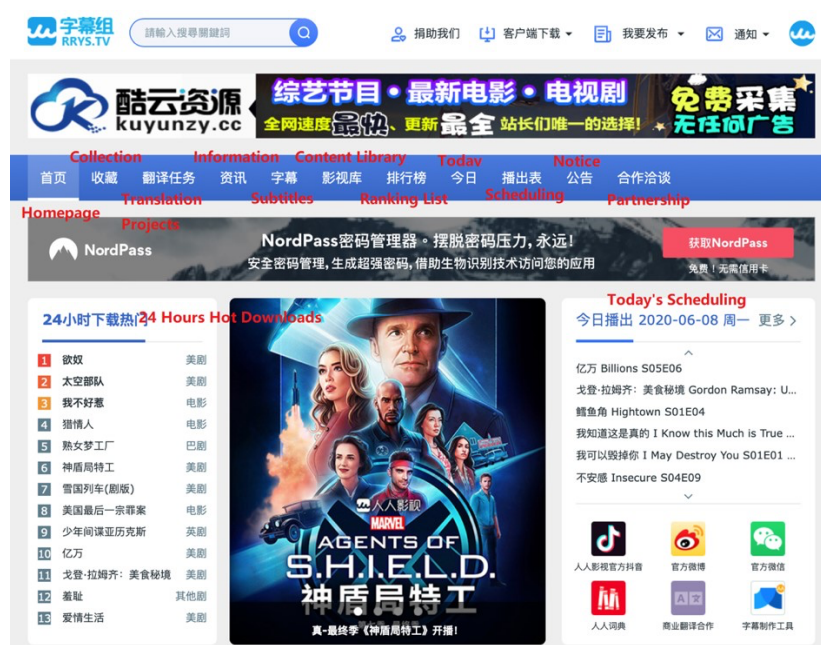 字幕组
RRYS.TV
請輸入搜尋關鍵詞
捐助我们
客户端下载
我要发布
通知
酷云资源
kuyunzy.cc
综艺节目·最新电影·电视剧
全网速度最快、更新最全 站长们唯一的选择!
免费采集
无任何广告
Collection
Information
Content Library
Today
Notice
首页 收藏 翻译任务 资讯 字幕 影视库 排行榜 今日 播出表 公告 合作洽谈
Homepage
Translation
Projects
Subtitles
Ranking List
Scheduling
Partnership
NordPass
NordPass密码管理器。摆脱密码压力,永远!
安全密码管理,生成超强密码,借助生物识别技术访问您的应用
获取NordPass
免费!无需信用卡
24小时下载热门
24 Hours Hot Downloads
1 欲奴 美剧
2 太空部队 美剧
3 我不好惹 电影
4 猎情人 电影
5 熟女梦工厂 巴剧
6 神盾局特工 美剧
7 雪国列车(剧版) 美剧
8 美国最后一宗罪案 电影
9 少年间谍亚历克斯 英剧
10 亿万 美剧
11 戈登·拉姆齐：美食秘境 美剧
12 羞耻 其他剧
13 爱情生活 美剧
人人影视
MARVEL
AGENTS OF
S.H.I.E.L.D.
神盾局特工
真-最终季《神盾局特工》开播!
Today's Scheduling
今日播出 2020-06-08 周一 更多
亿万 Billions S05E06
戈登·拉姆齐：美食秘境 Gordon Ramsay: U...
鳕鱼角 Hightown S01E04
我知道这是真的 I Know this Much is True ...
我可以毁掉你 I May Destroy You S01E01 ...
不安感 Insecure S04E09
人人影视官方抖音
官方微博
官方微信
人人词典
商业翻译合作
字幕制作工具